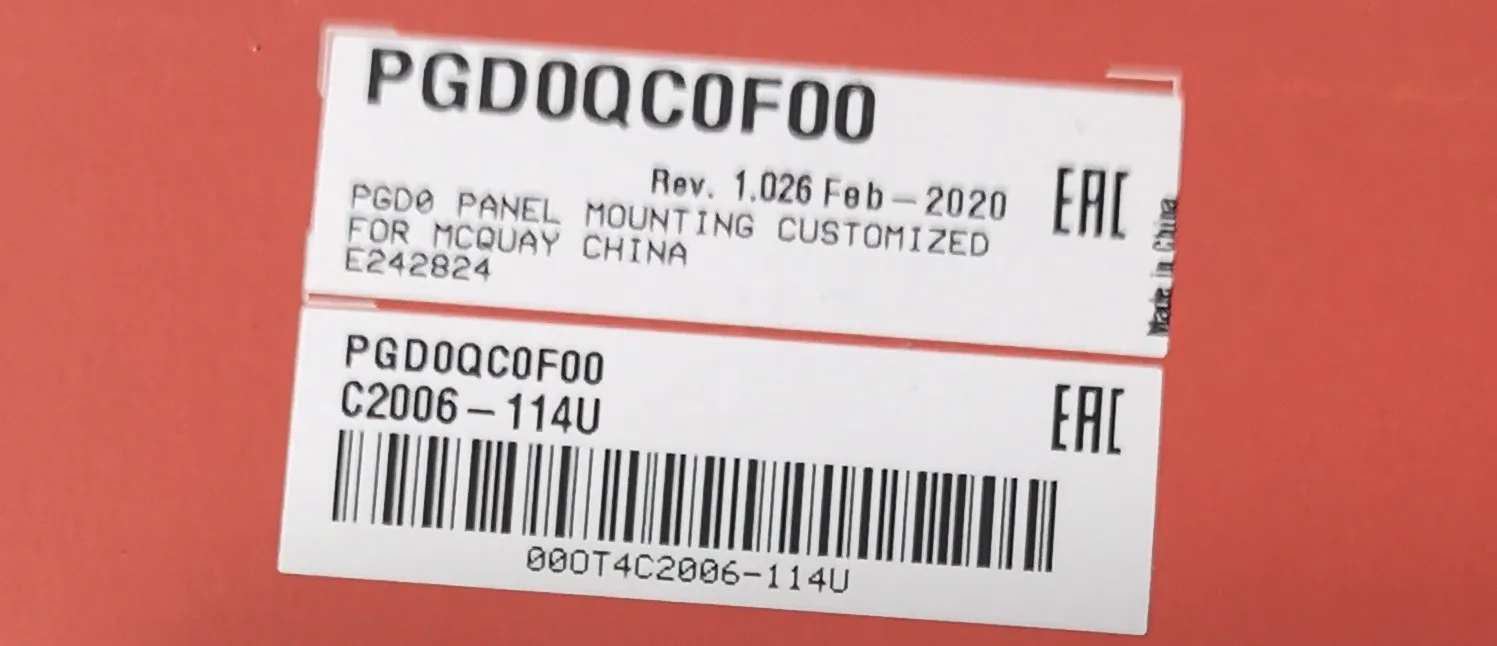 PGD0QC0F00
Rev. 1.026 Feb-2020
PGD0 PANEL MOUNTING CUSTOMIZED
FOR MCQUAY CHINA
E242824
EAC
Made in China
PGD0QC0F00
C2006-114U
EAC
000T4C2006-114U